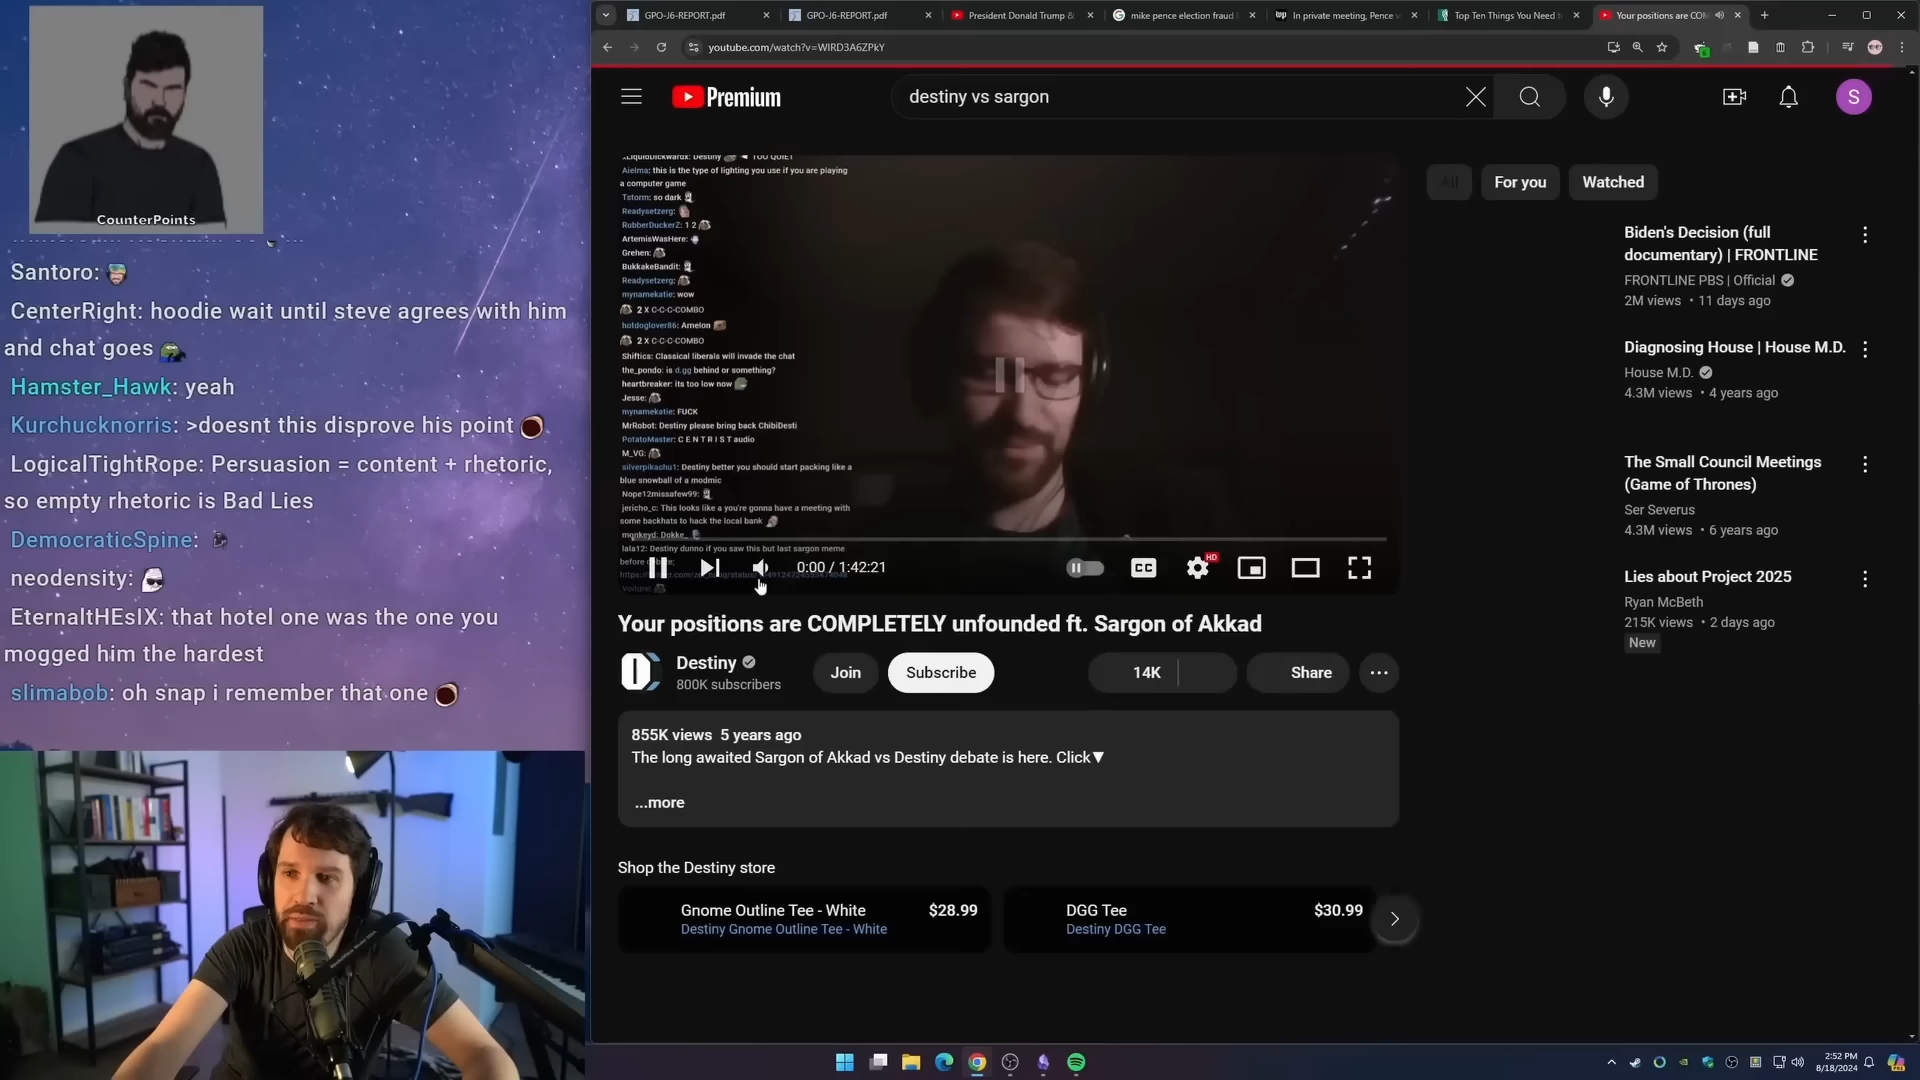 CounterPoints
Santoro:
CenterRight: hoodie wait until steve agrees with him
and chat goes
Hamster_Hawk: yeah
Kurchucknorris: >doesnt this disprove his point
LogicalTightRope: Persuasion = content + rhetoric,
so empty rhetoric is Bad Lies
DemocraticSpine:
neodensity:
EternaltHEsIX: that hotel one was the one you
mogged him the hardest
slimabob: oh snap i remember that one
GPO-J6-REPORT.pdf
GPO-J6-REPORT.pdf
President Donald Trump &
mike pence election fraud
In private meeting, Pence v
Top Ten Things You Need t
Your positions are COM
youtube.com/watch?v=WIRD3A6ZPkY
Premium
destiny vs sargon
S
TOO QUIET
Aielma: this is the type of lighting you use if you are playing
a computer game
Tstorm: so dark
Readysetzerg:
RubberDuckerZ: 1 2
ArtemisWasHere:
Grehen:
BukkakeBandit:
Readysetzerg:
mynamekatie: wow
2 X C-C-C-COMBO
hotdoglover86: Arnelon
2 X C-C-C-COMBO
Shiftics: Classical liberals will invade the chat
the_pondo: is d.gg behind or something?
heartbreaker: its too low now
Jesse:
mynamekatie: FUCK
MrRobot: Destiny please bring back ChibiDesti
PotatoMaster: C E N T R I S T audio
M_VG:
silverpikachu1: Destiny better you should start packing like a
blue snowball of a modmic
Nope12missafew99:
jericho_c: This looks like a you're gonna have a meeting with
some backhats to hack the local bank
monkeyd: Dokke_
lala12: Destiny dunno if you saw this but last sargon meme
before
0:00 / 1:42:21
CC
HD
All
For you
Watched
Biden's Decision (full
documentary) | FRONTLINE
FRONTLINE PBS | Official
2M views • 11 days ago
Diagnosing House | House M.D.
House M.D.
4.3M views • 4 years ago
The Small Council Meetings
(Game of Thrones)
Ser Severus
4.3M views • 6 years ago
Lies about Project 2025
Ryan McBeth
215K views • 2 days ago
New
Your positions are COMPLETELY unfounded ft. Sargon of Akkad
Destiny
800K subscribers
Join
Subscribe
14K
Share
855K views 5 years ago
The long awaited Sargon of Akkad vs Destiny debate is here. Click▼
...more
Shop the Destiny store
Gnome Outline Tee - White
$28.99
Destiny Gnome Outline Tee - White
DGG Tee
$30.99
Destiny DGG Tee
2:52 PM
8/18/2024